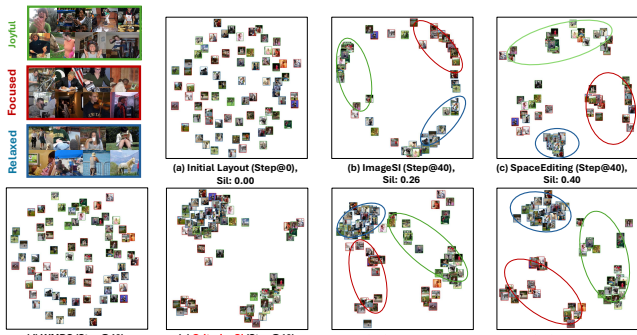 Joyful
Focused
Relaxed
(a) Initial Layout (Step@0),
Sil: 0.00
(b) ImageSI (Step@40),
Sil: 0.26
(c) SpaceEditing (Step@40),
Sil: 0.40